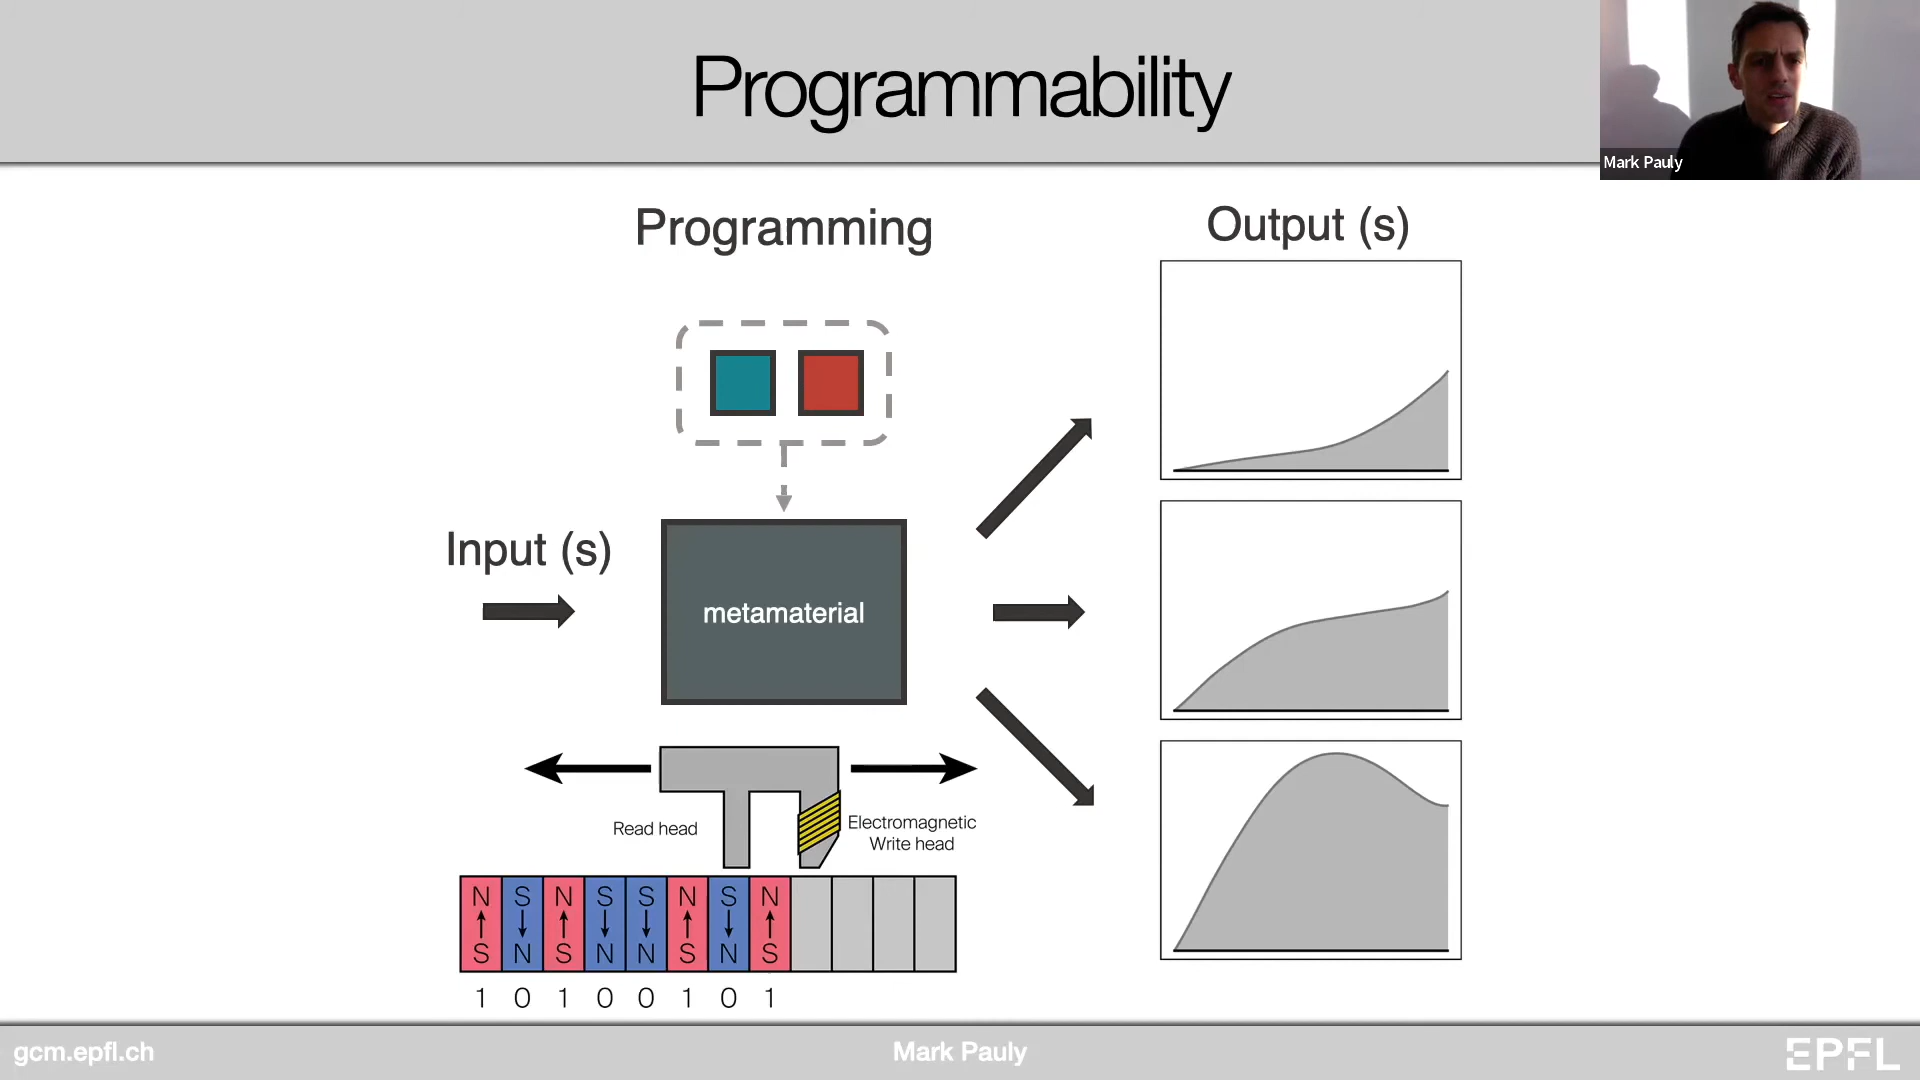 Programmability
Mark Pauly
Programming
Output (s)
Input (s)
metamaterial
Read head
Electromagnetic
Write head
N S N S S N S N
S N S N N S N S
1 0 1 0 0 1 0 1
gcm.epfl.ch
Mark Pauly
EPFL